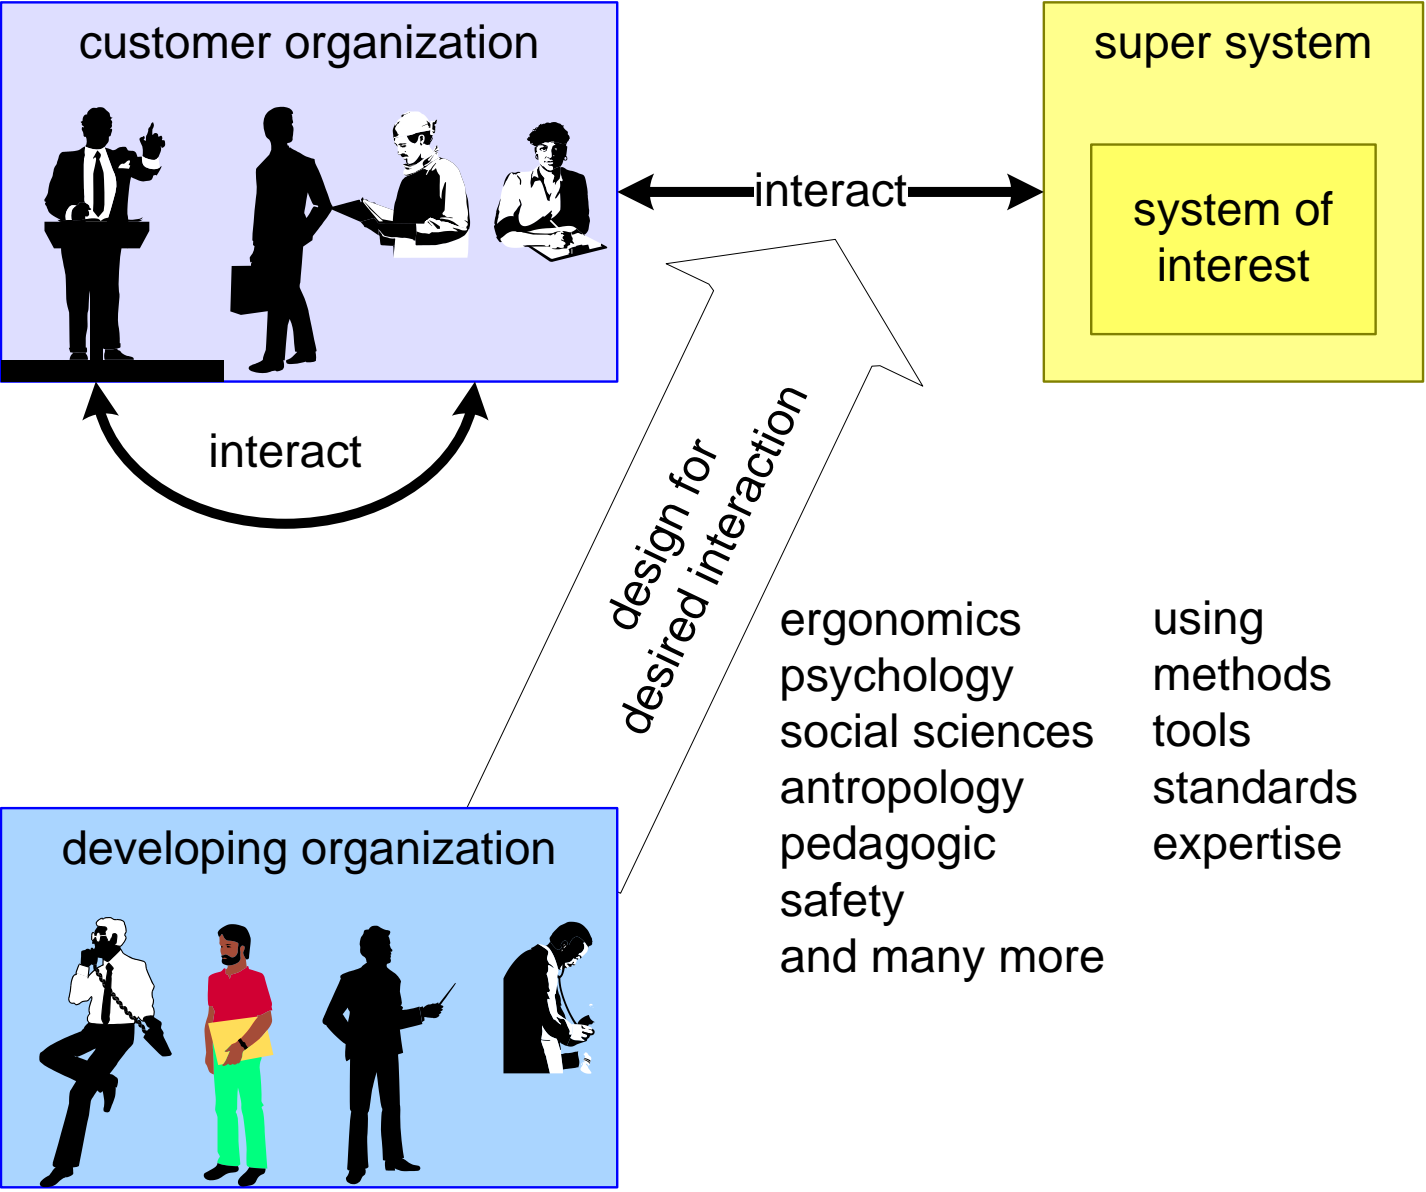 customer organization
super system
interact
system of
interest
interact
design for
desired interaction
ergonomics
psychology
social sciences
antropology
pedagogic
safety
and many more
using
methods
tools
standards
expertise
developing organization